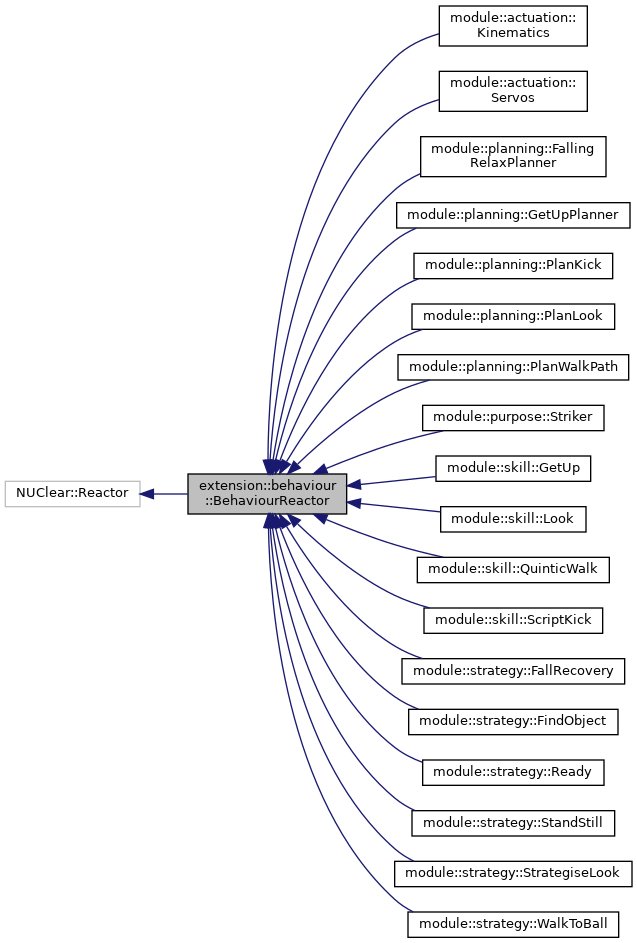 module::actuation::
Kinematics
module::actuation::
Servos
module::planning::Falling
RelaxPlanner
module::planning::GetUpPlanner
module::planning::PlanKick
module::planning::PlanLook
module::planning::PlanWalkPath
module::purpose::Striker
module::skill::GetUp
NUClear::Reactor
extension::behaviour
::BehaviourReactor
module::skill::Look
module::skill::QuinticWalk
module::skill::ScriptKick
module::strategy::FallRecovery
module::strategy::FindObject
module::strategy::Ready
module::strategy::StandStill
module::strategy::StrategiseLook
module::strategy::WalkToBall